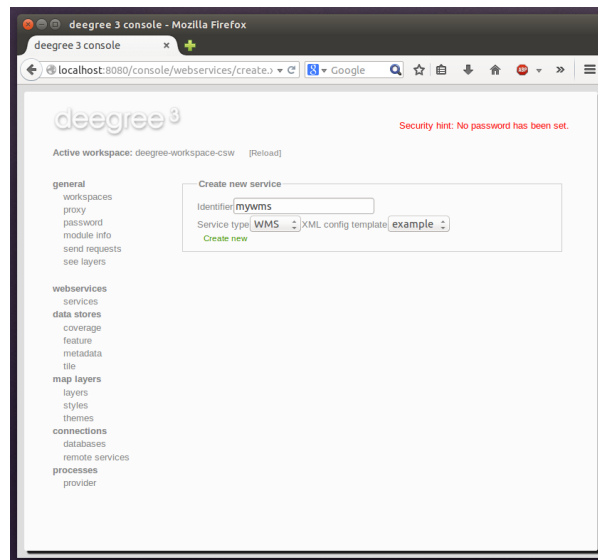 deegree 3 console - Mozilla Firefox
deegree 3 console ×
localhost:8080/console/webservices/create.x Google
deegree 3
Security hint: No password has been set.
Active workspace: deegree-workspace-csw [Reload]
general
workspaces
proxy
password
module info
send requests
see layers
webservices
services
data stores
coverage
feature
metadata
tile
map layers
layers
styles
themes
connections
databases
remote services
processes
provider
Create new service
Identifier mywms
Service type WMS XML config template example
Create new